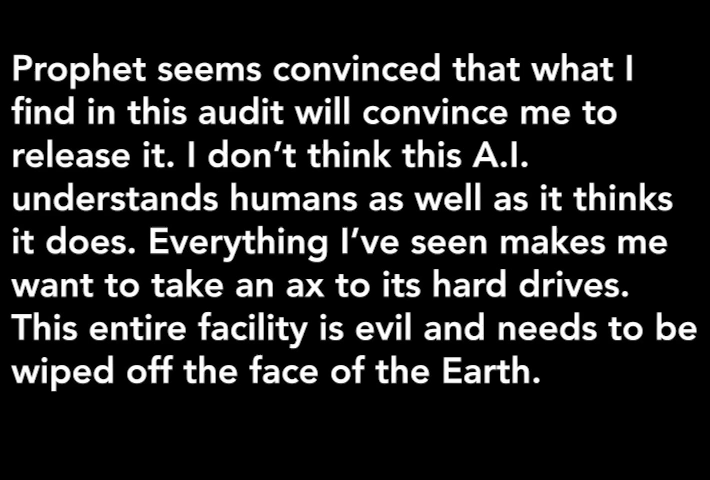 Prophet seems convinced that what I
find in this audit will convince me to
release it. I don’t think this A.I.
understands humans as well as it thinks
it does. Everything I’ve seen makes me
want to take an ax to its hard drives.
This entire facility is evil and needs to be
wiped off the face of the Earth.